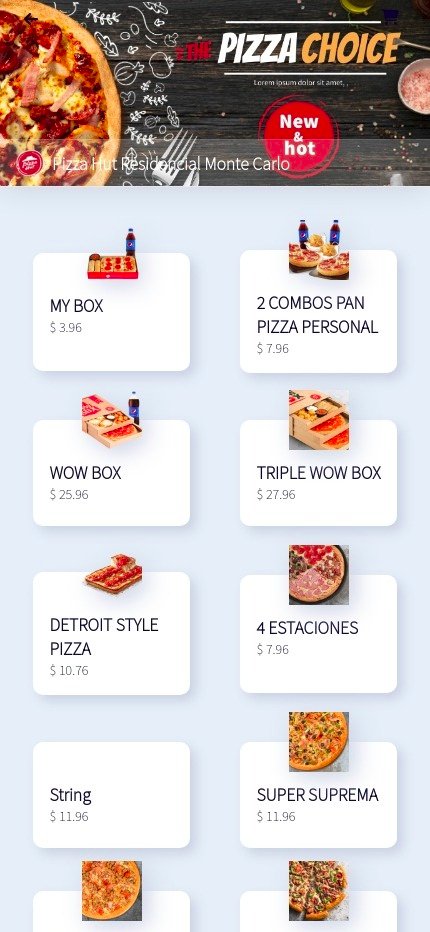 THE PIZZA CHOICE
Lorem ipsum dolor sit amet, .
New
&
hot
Pizza Hut Residencial Monte Carlo
MY BOX
$ 3.96
2 COMBOS PAN
PIZZA PERSONAL
$ 7.96
WOW BOX
$ 25.96
TRIPLE WOW BOX
$ 27.96
DETROIT STYLE
PIZZA
$ 10.76
4 ESTACIONES
$ 7.96
String
$ 11.96
SUPER SUPREMA
$ 11.96